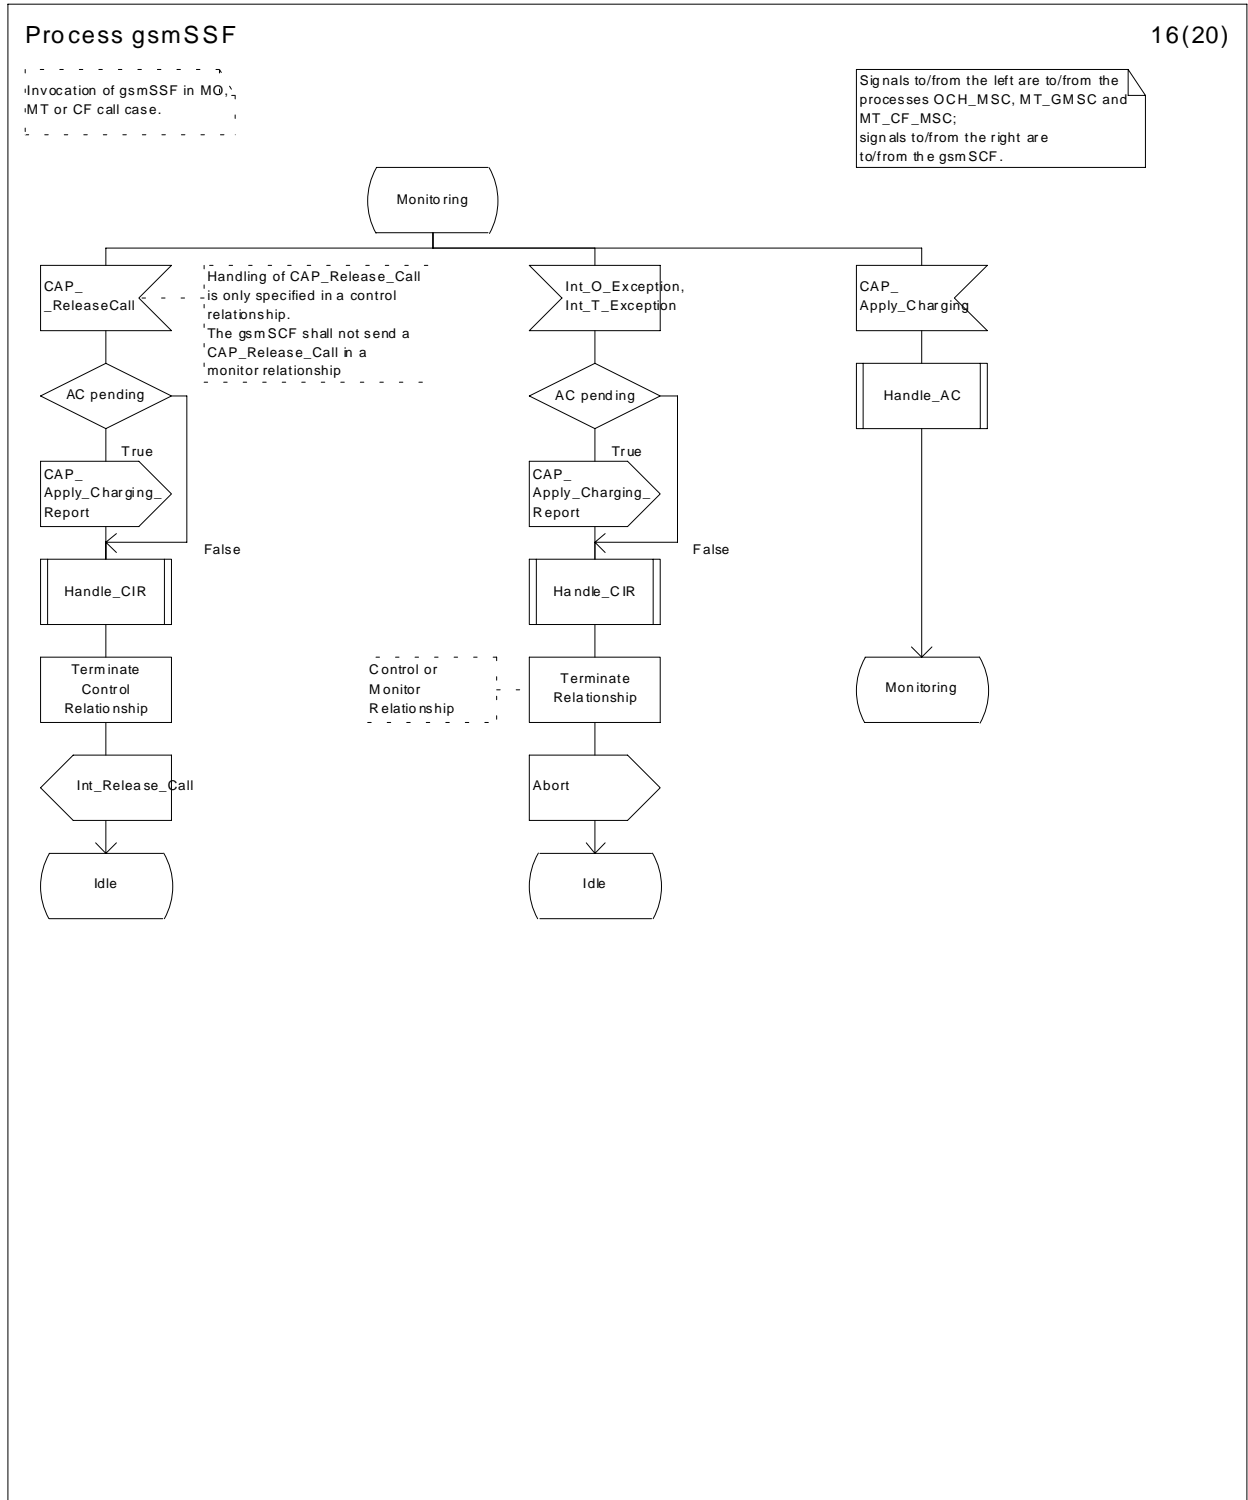 Process gsmSSF
16(20)
Invocation of gsmSSF in MO,
MT or CF call case.
Signals to/from the left are to/from the
processes OCH_MSC, MT_GMSC and
MT_CF_MSC;
signals to/from the right are
to/from the gsmSCF.
Monitoring
CAP_
_ReleaseCall
Handling of CAP_Release_Call
is only specified in a control
relationship.
The gsmSCF shall not send a
CAP_Release_Call in a
monitor relationship
Int_O_Exception,
Int_T_Exception
CAP_
Apply_Charging
AC pending
AC pending
Handle_AC
True
True
CAP_
Apply_Charging_
Report
CAP_
Apply_Charging_
Report
False
False
Handle_CIR
Handle_CIR
Terminate
Control
Relationship
Control or
Monitor
Relationship
Terminate
Relationship
Monitoring
Int_Release_Call
Abort
Idle
Idle